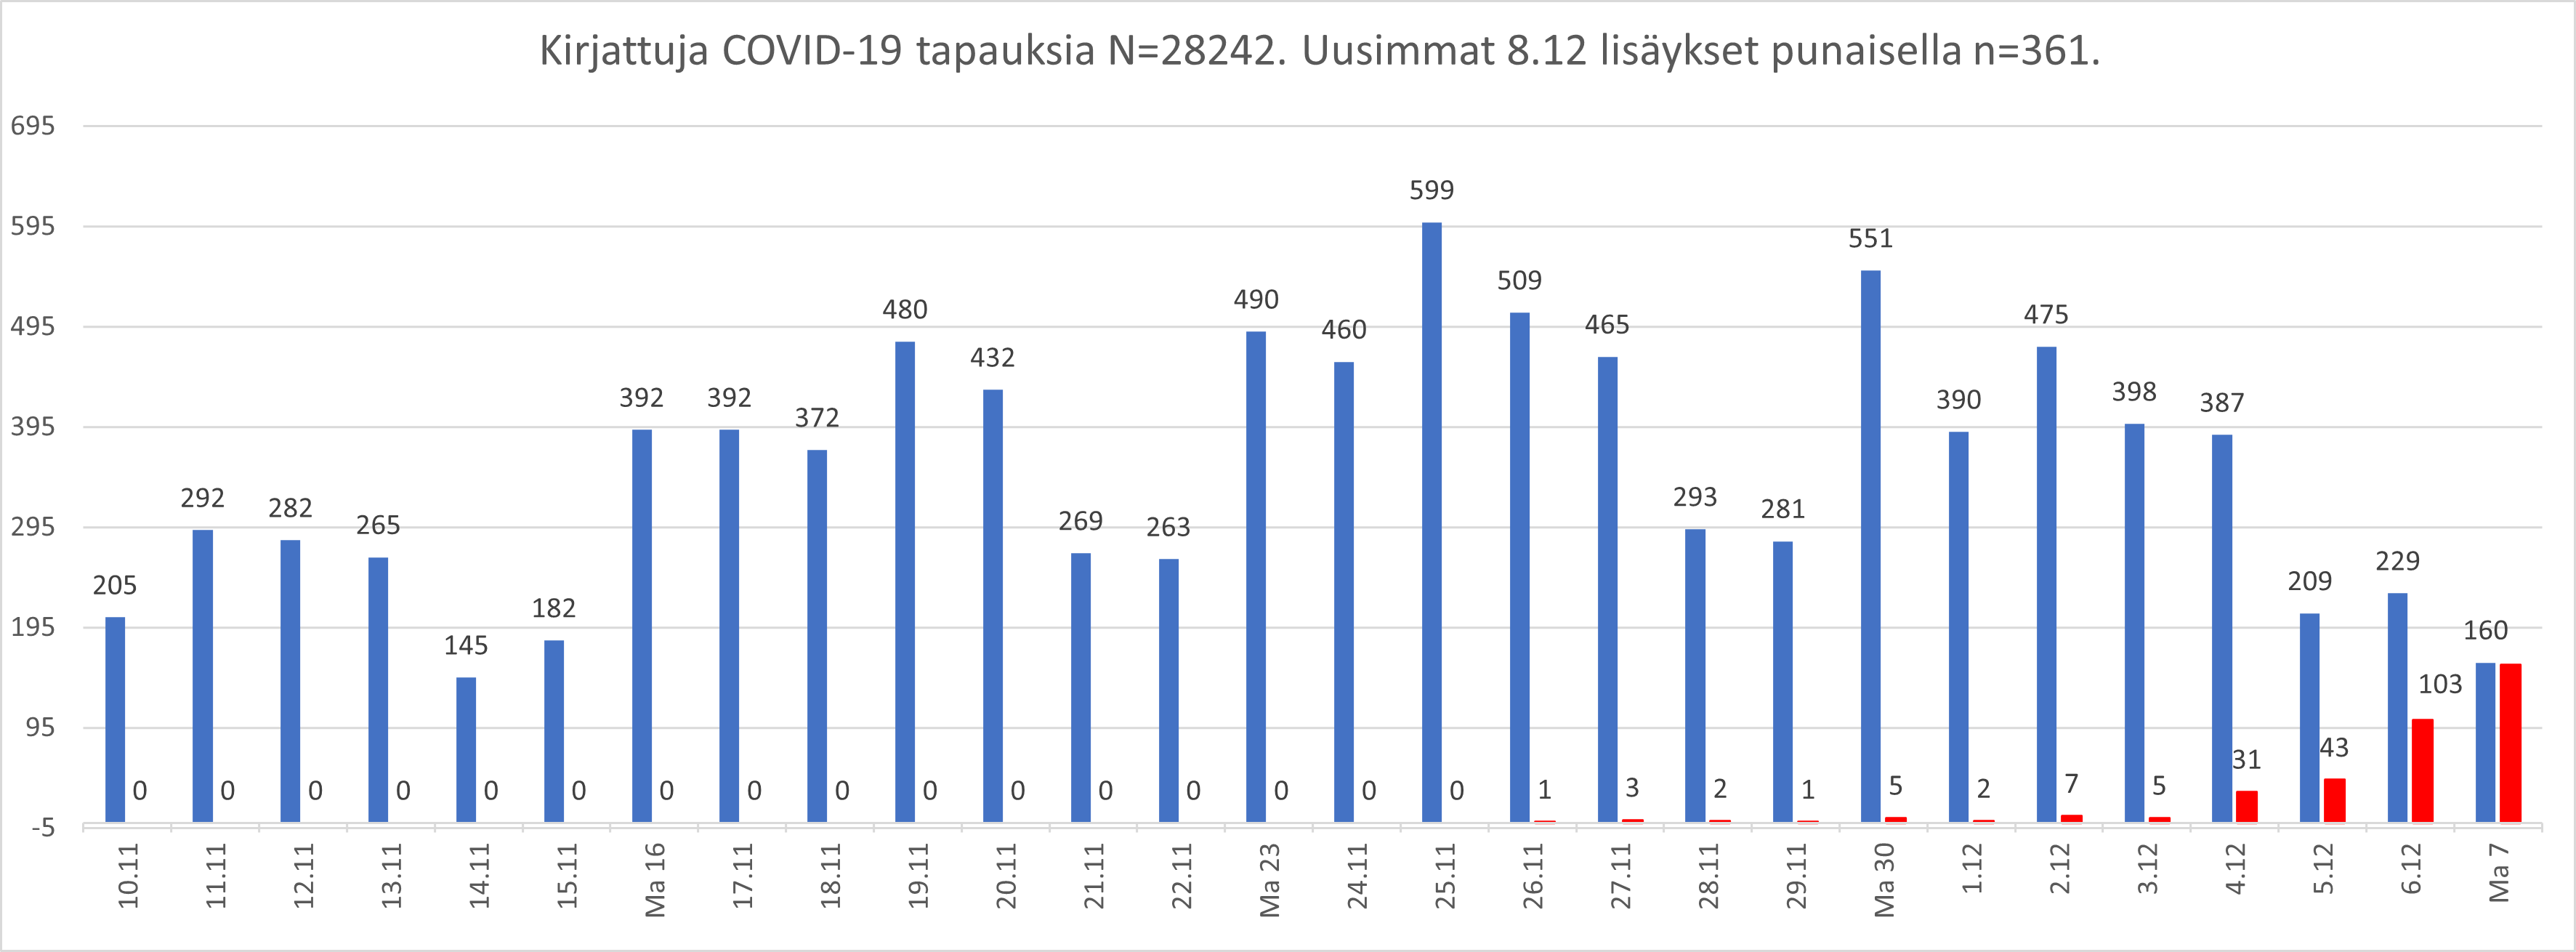 Kirjattuja COVID-19 tapauksia N=28242. Uusimmat 8.12 lisäykset punaisella n=361.
695
595
495
395
295
195
95
-5
205 292 282 265 145 182 392 392 372 480 432 269 263 490 460 599 509 465 293 281 551 390 475 398 387 209 229 160
0 0 0 0 0 0 0 0 0 0 0 0 0 0 0 0 1 3 2 1 5 2 7 5 31 43 103
10.11 11.11 12.11 13.11 14.11 15.11 Ma 16 17.11 18.11 19.11 20.11 21.11 22.11 Ma 23 24.11 25.11 26.11 27.11 28.11 29.11 Ma 30 1.12 2.12 3.12 4.12 5.12 6.12 Ma 7